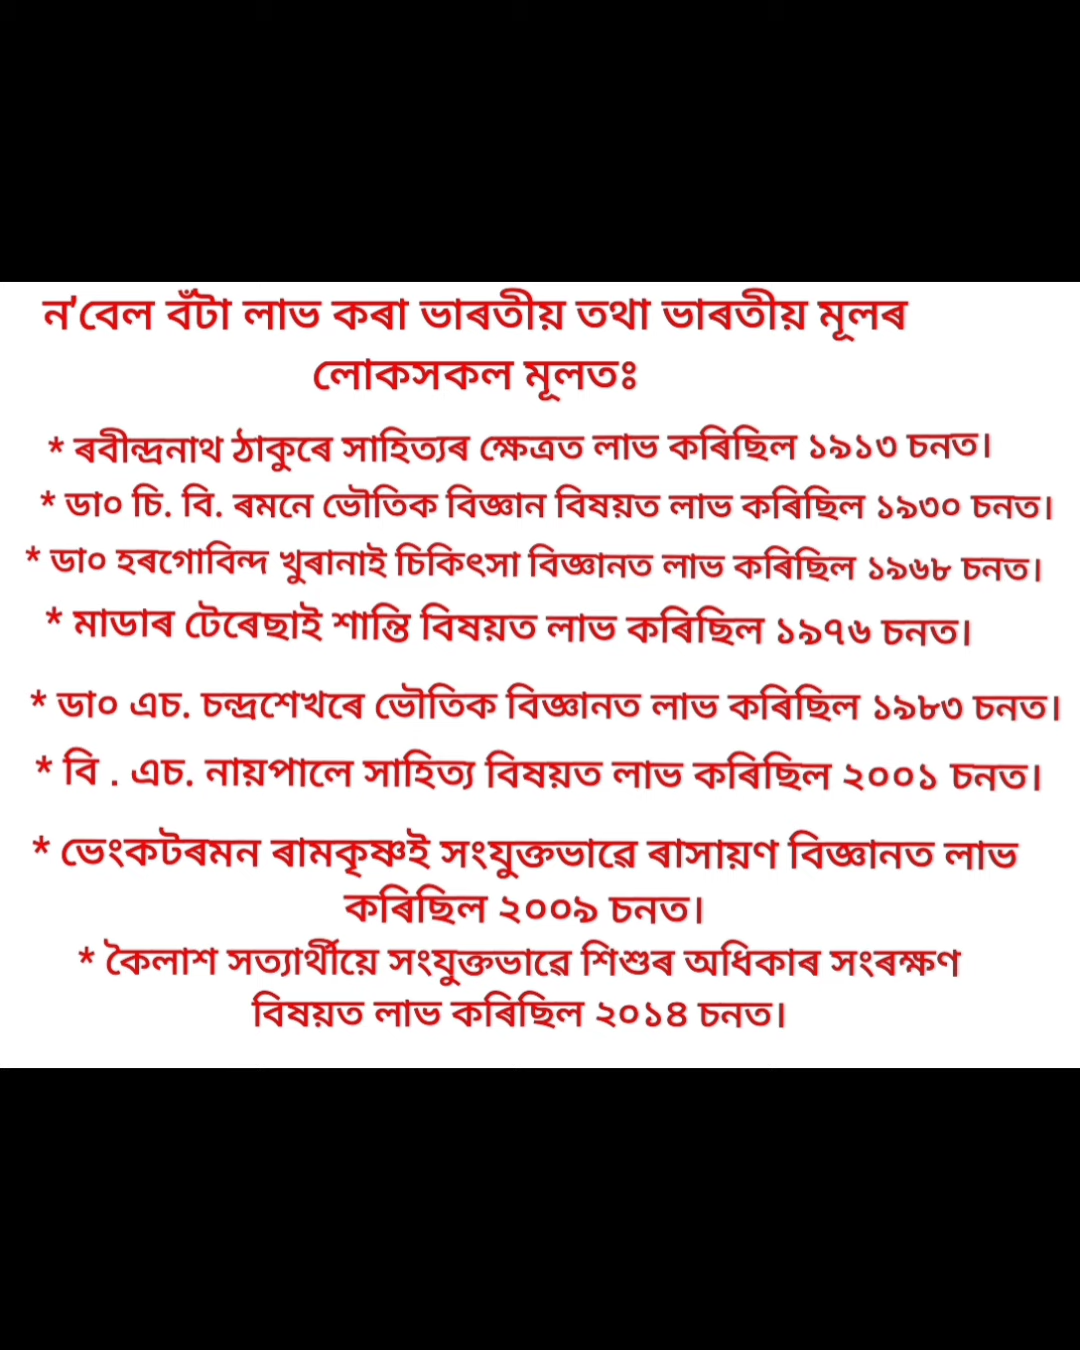 ন'বেল বঁটা লাভ কৰা ভাৰতীয় তথা ভাৰতীয় মূলৰ
লোকসকল মূলতঃ
* ৰবীন্দ্ৰনাথ ঠাকুৰে সাহিত্যৰ ক্ষেত্ৰত লাভ কৰিছিল ১৯১৩ চনত।
* ডা০ চি. বি. ৰমনে ভৌতিক বিজ্ঞান বিষয়ত লাভ কৰিছিল ১৯৩০ চনত।
* ডা০ হৰগোবিন্দ খুৰানাই চিকিৎসা বিজ্ঞানত লাভ কৰিছিল ১৯৬৮ চনত।
* মাডাৰ টেৰেছাই শান্তি বিষয়ত লাভ কৰিছিল ১৯৭৬ চনত।
* ডা০ এচ. চন্দ্ৰশেখৰে ভৌতিক বিজ্ঞানত লাভ কৰিছিল ১৯৮৩ চনত।
* বি . এচ. নায়পালে সাহিত্য বিষয়ত লাভ কৰিছিল ২০০১ চনত।
* ভেংকটৰমন ৰামকৃষ্ণই সংযুক্তভাৱে ৰাসায়ণ বিজ্ঞানত লাভ
কৰিছিল ২০০৯ চনত।
* কৈলাশ সত্যাৰ্থীয়ে সংযুক্তভাৱে শিশুৰ অধিকাৰ সংৰক্ষণ
বিষয়ত লাভ কৰিছিল ২০১৪ চনত।